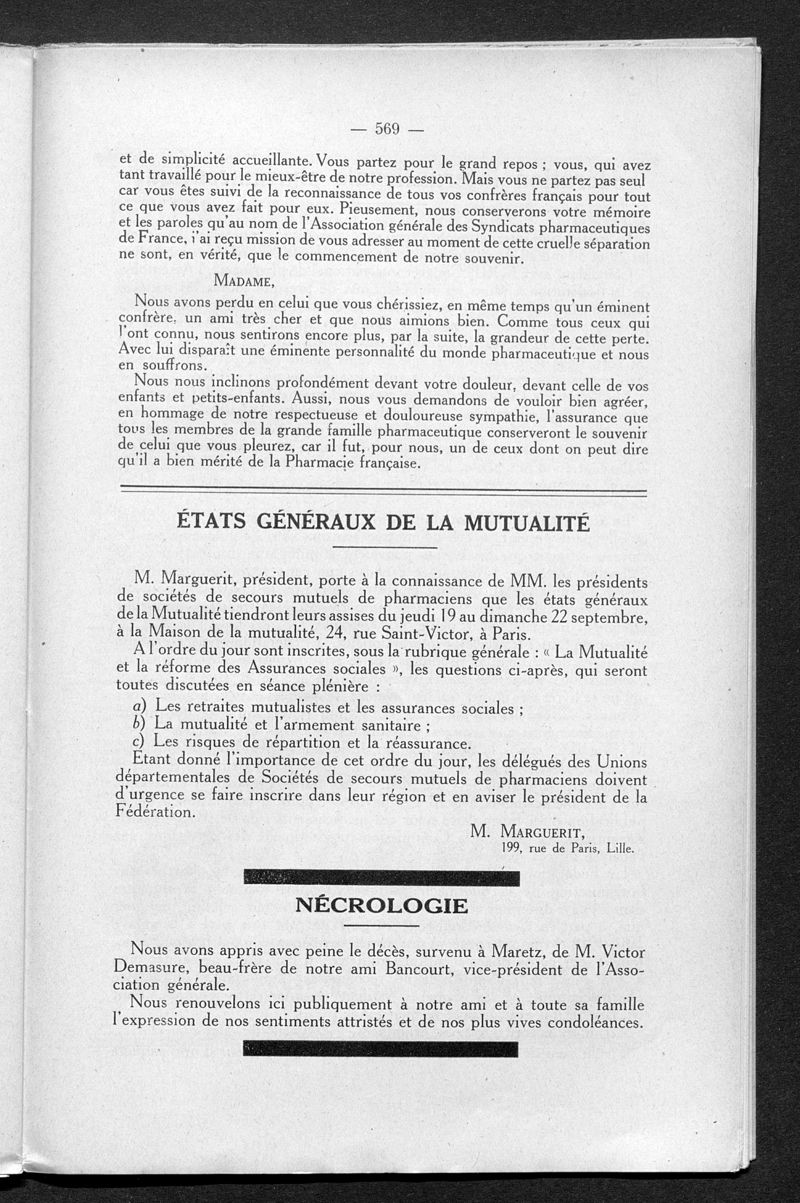 — 569 —
et de simplicité accueillante. Vous partez pour le grand repos ; vous, qui avez
tant travaillé pour le mieux-être de notre profession. Mais vous ne partez pas seul
car vous êtes suivi de la reconnaissance de tous vos confrères français pour tout
ce que vous avez fait pour eux. Pieusement, nous conserverons votre mémoire
et les paroles qu'au nom de l'Association générale des Syndicats pharmaceutiques
de France, j'ai reçu mission de vous adresser au moment de cette cruelle séparation
ne sont, en vérité, que le commencement de notre souvenir.
MADAME,
Nous avons perdu en celui que vous chérissiez, en même temps qu'un éminent
confrère, un ami très cher et que nous aimions bien. Comme tous ceux qui
l'ont connu, nous sentirons encore plus, par la suite, la grandeur de cette perte.
Avec lui disparaît une éminente personnalité du monde pharmaceutique et nous
en souffrons.
Nous nous inclinons profondément devant votre douleur, devant celle de vos
enfants et petits-enfants. Aussi, nous vous demandons de vouloir bien agréer,
en hommage de notre respectueuse et douloureuse sympathie, l'assurance que
tous les membres de la grande famille pharmaceutique conserveront le souvenir
de celui que vous pleurez, car il fut, pour nous, un de ceux dont on peut dire
qu'il a bien mérité de la Pharmacie française.
ÉTATS GÉNÉRAUX DE LA MUTUALITÉ
M. Marguerit, président, porte à la connaissance de MM. les présidents
de sociétés de secours mutuels de pharmaciens que les états généraux
de la Mutualité tiendront leurs assises du jeudi 19 au dimanche 22 septembre,
à la Maison de la mutualité, 24, rue Saint-Victor, à Paris.
A l'ordre du jour sont inscrites, sous la rubrique générale : « La Mutualité
et la réforme des Assurances sociales », les questions ci-après, qui seront
toutes discutées en séance plénière :
a) Les retraites mutualistes et les assurances sociales ;
b) La mutualité et l'armement sanitaire ;
c) Les risques de répartition et la réassurance.
Etant donné l'importance de cet ordre du jour, les délégués des Unions
départementales de Sociétés de secours mutuels de pharmaciens doivent
d'urgence se faire inscrire dans leur région et en aviser le président de la
Fédération.
M. MARGUERIT,
199, rue de Paris, Lille.
NÉCROLOGIE
Nous avons appris avec peine le décès, survenu à Maretz, de M. Victor
Demasure, beau-frère de notre ami Bancourt, vice-président de l'Asso-
ciation générale.
Nous renouvelons ici publiquement à notre ami et à toute sa famille
l'expression de nos sentiments attristés et de nos plus vives condoléances.